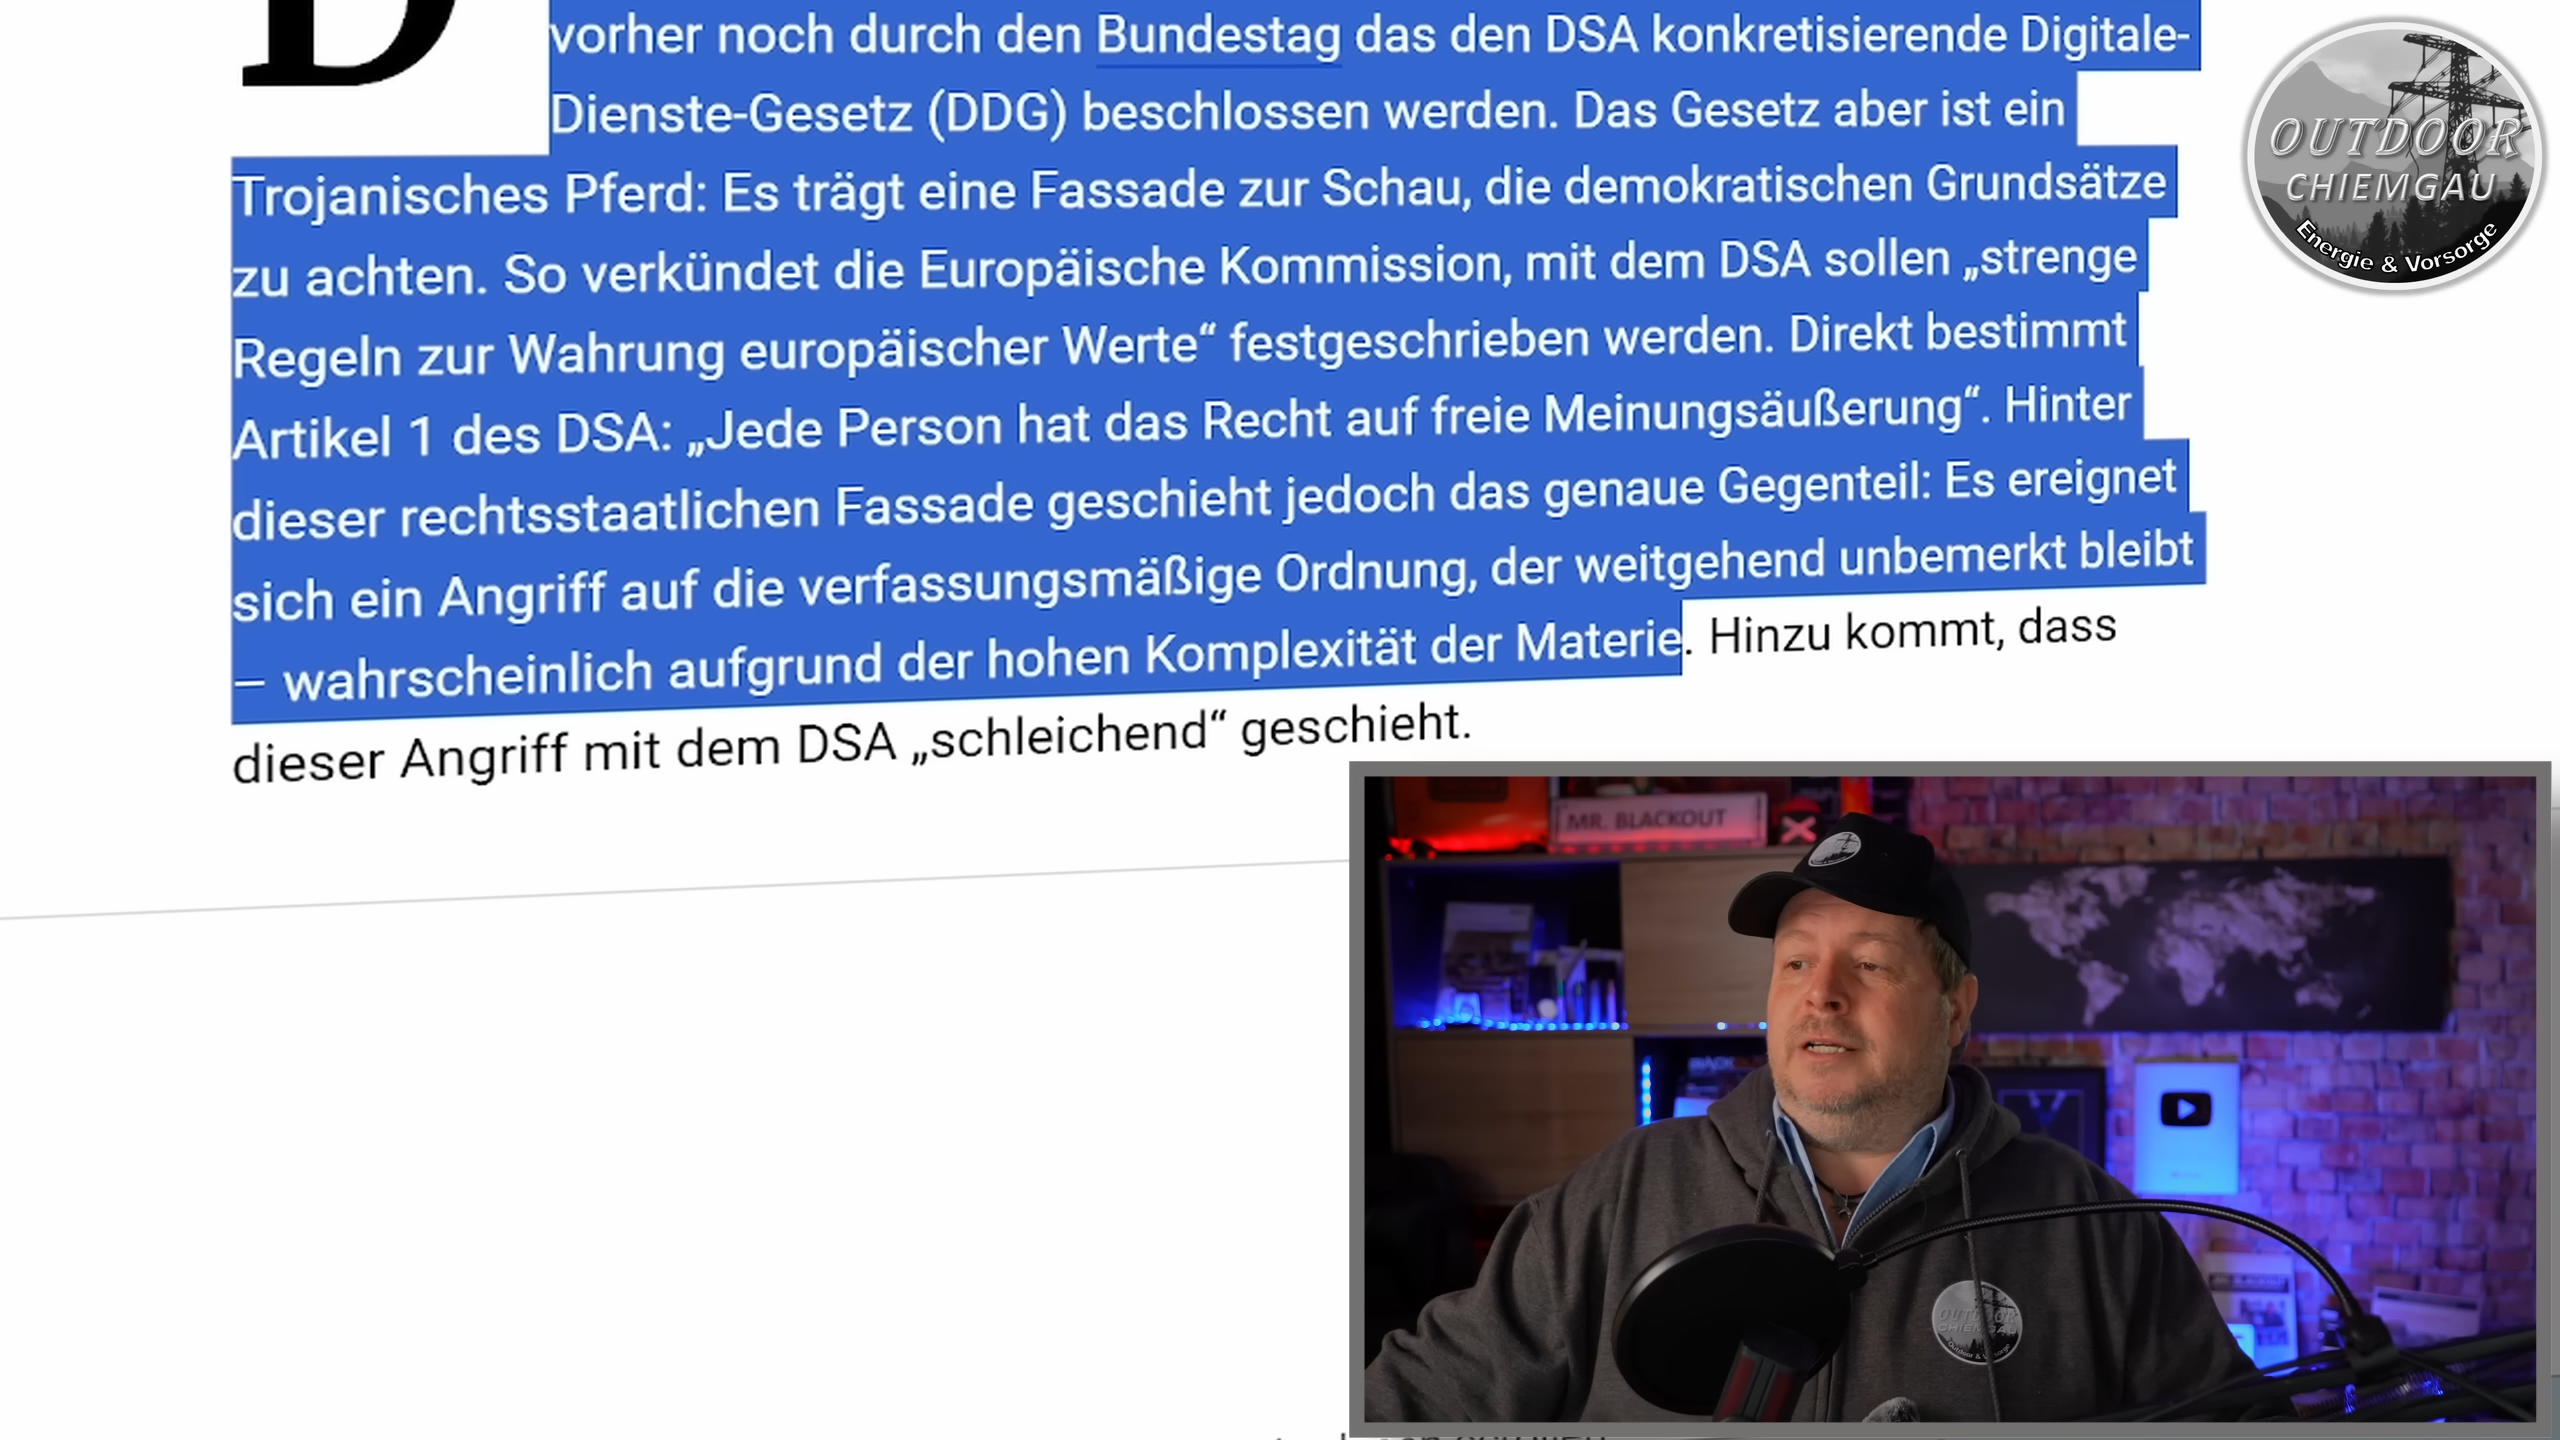 D
vorher noch durch den Bundestag das den DSA konkretisierende Digitale-
Dienste-Gesetz (DDG) beschlossen werden. Das Gesetz aber ist ein
Trojanisches Pferd: Es trägt eine Fassade zur Schau, die demokratischen Grundsätze
zu achten. So verkündet die Europäische Kommission, mit dem DSA sollen „strenge
Regeln zur Wahrung europäischer Werte“ festgeschrieben werden. Direkt bestimmt
Artikel 1 des DSA: „Jede Person hat das Recht auf freie Meinungsäußerung“. Hinter
dieser rechtsstaatlichen Fassade geschieht jedoch das genaue Gegenteil: Es ereignet
sich ein Angriff auf die verfassungsmäßige Ordnung, der weitgehend unbemerkt bleibt
– wahrscheinlich aufgrund der hohen Komplexität der Materie. Hinzu kommt, dass
dieser Angriff mit dem DSA „schleichend“ geschieht.
OUTDOOR
CHIEMGAU
Energie & Vorsorge
MR. BLACKOUT
OUTDOOR
CHIEMGAU
Outdoor & Vorsorge